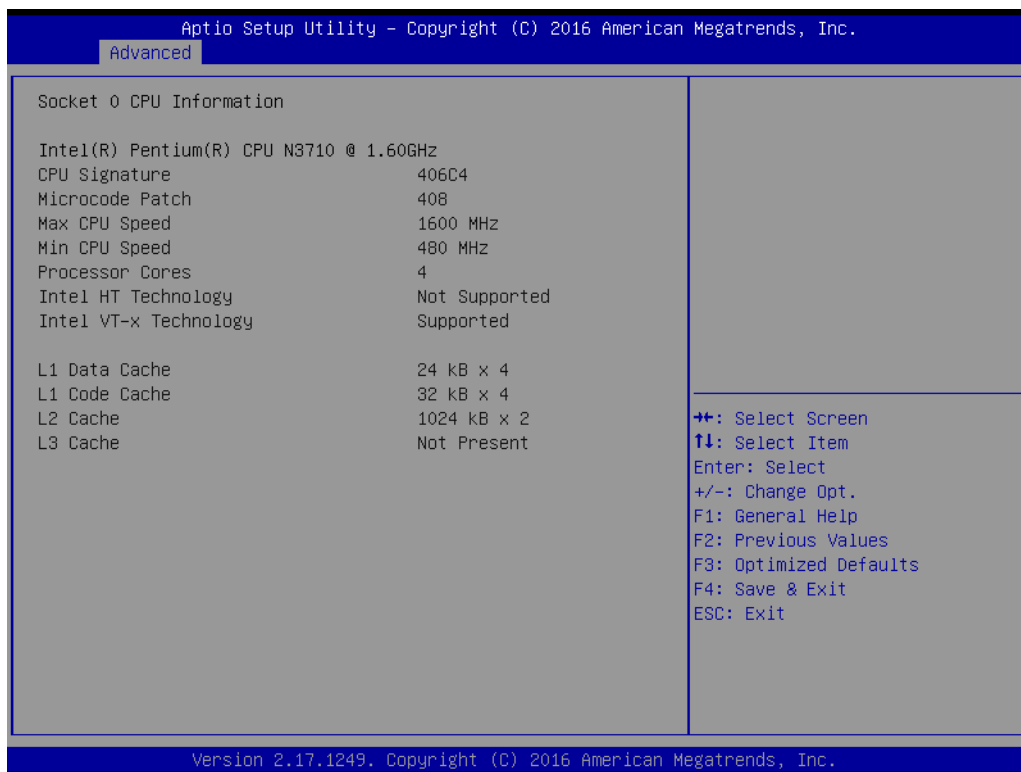 Aptio Setup Utility – Copyright (C) 2016 American Megatrends, Inc.
Advanced
Socket 0 CPU Information
Intel(R) Pentium(R) CPU N3710 @ 1.60GHz
CPU Signature 406C4
Microcode Patch 408
Max CPU Speed 1600 MHz
Min CPU Speed 480 MHz
Processor Cores 4
Intel HT Technology Not Supported
Intel VT-x Technology Supported
L1 Data Cache 24 kB x 4
L1 Code Cache 32 kB x 4
L2 Cache 1024 kB x 2
L3 Cache Not Present
→←: Select Screen
↑↓: Select Item
Enter: Select
+/-: Change Opt.
F1: General Help
F2: Previous Values
F3: Optimized Defaults
F4: Save & Exit
ESC: Exit
Version 2.17.1249. Copyright (C) 2016 American Megatrends, Inc.